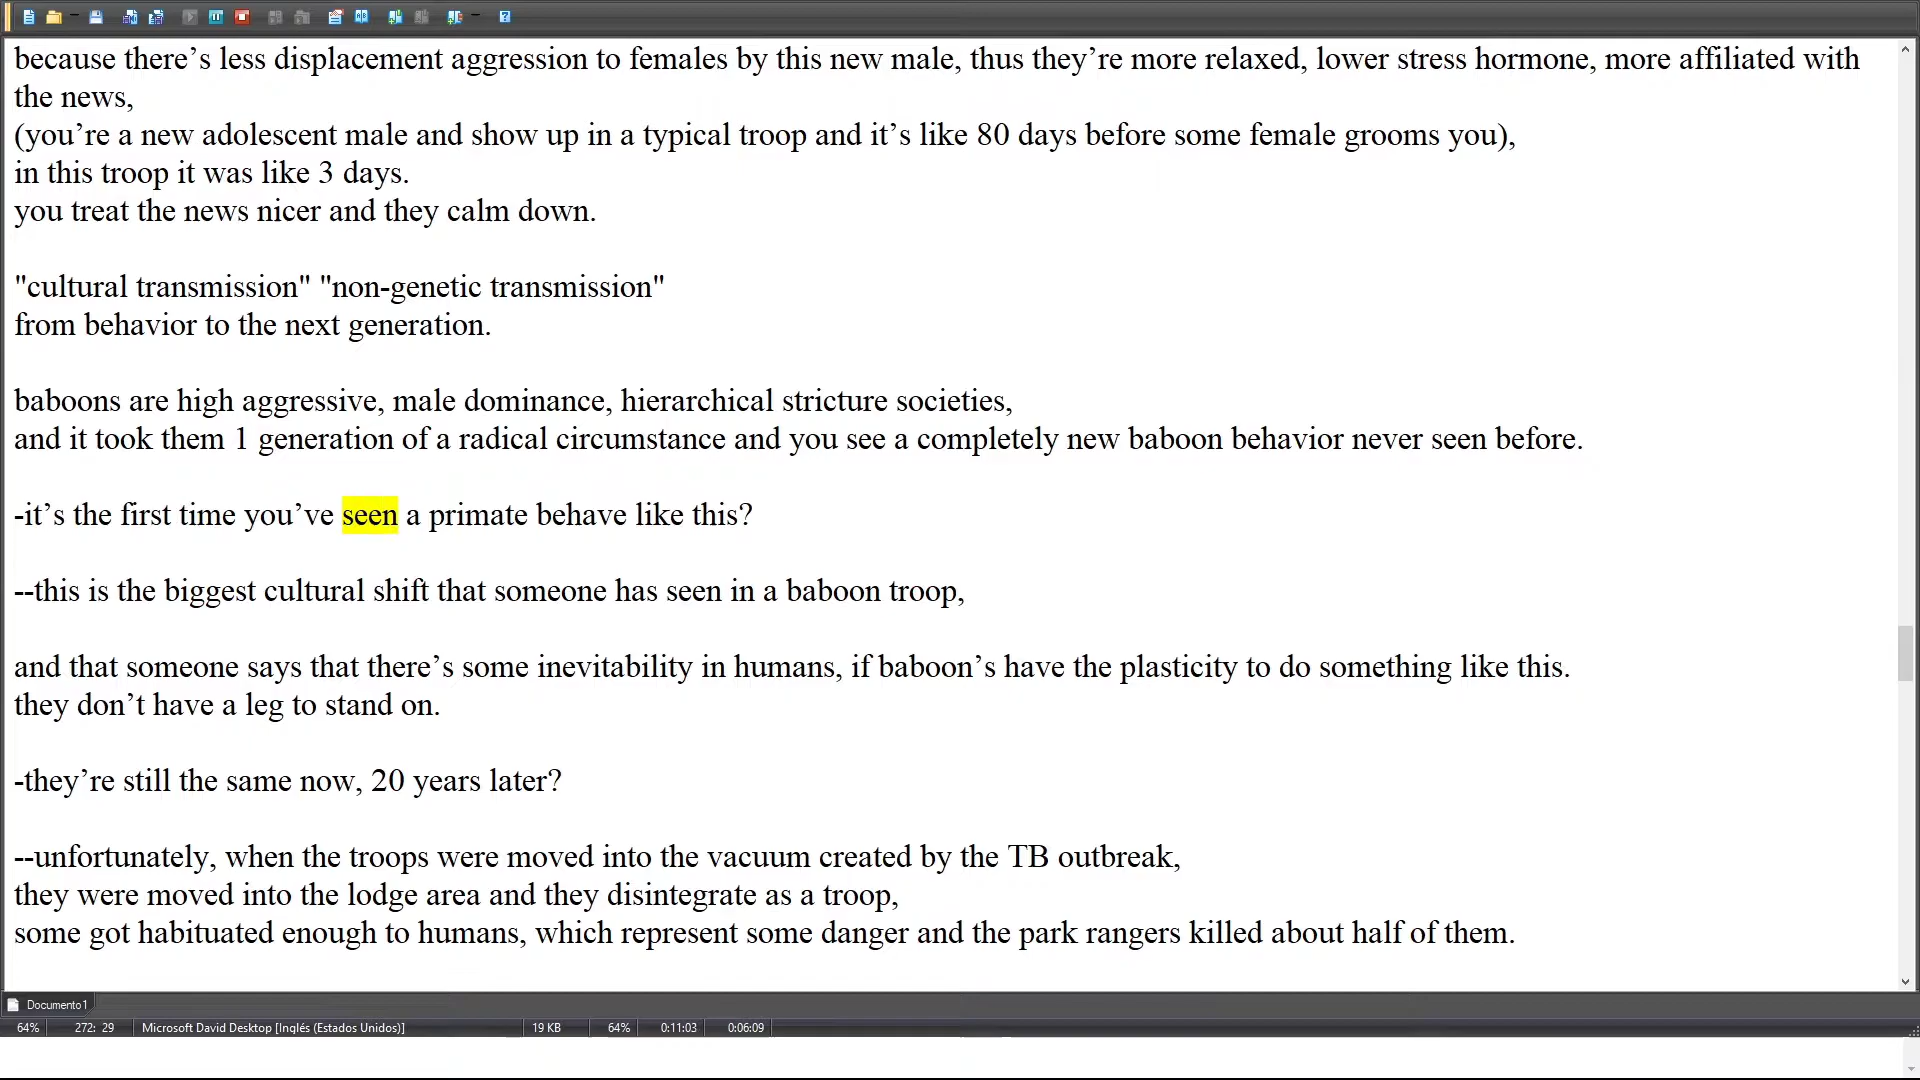 because there’s less displacement aggression to females by this new male, thus they’re more relaxed, lower stress hormone, more affiliated with
the news,
(you’re a new adolescent male and show up in a typical troop and it’s like 80 days before some female grooms you),
in this troop it was like 3 days.
you treat the news nicer and they calm down.
"cultural transmission" "non-genetic transmission"
from behavior to the next generation.
baboons are high aggressive, male dominance, hierarchical stricture societies,
and it took them 1 generation of a radical circumstance and you see a completely new baboon behavior never seen before.
-it’s the first time you’ve seen a primate behave like this?
--this is the biggest cultural shift that someone has seen in a baboon troop,
and that someone says that there’s some inevitability in humans, if baboon’s have the plasticity to do something like this.
they don’t have a leg to stand on.
-they’re still the same now, 20 years later?
--unfortunately, when the troops were moved into the vacuum created by the TB outbreak,
they were moved into the lodge area and they disintegrate as a troop,
some got habituated enough to humans, which represent some danger and the park rangers killed about half of them.
Documento1
64% 272: 29 Microsoft David Desktop [Inglés (Estados Unidos)] 19 KB 64% 0:11:03 0:06:09